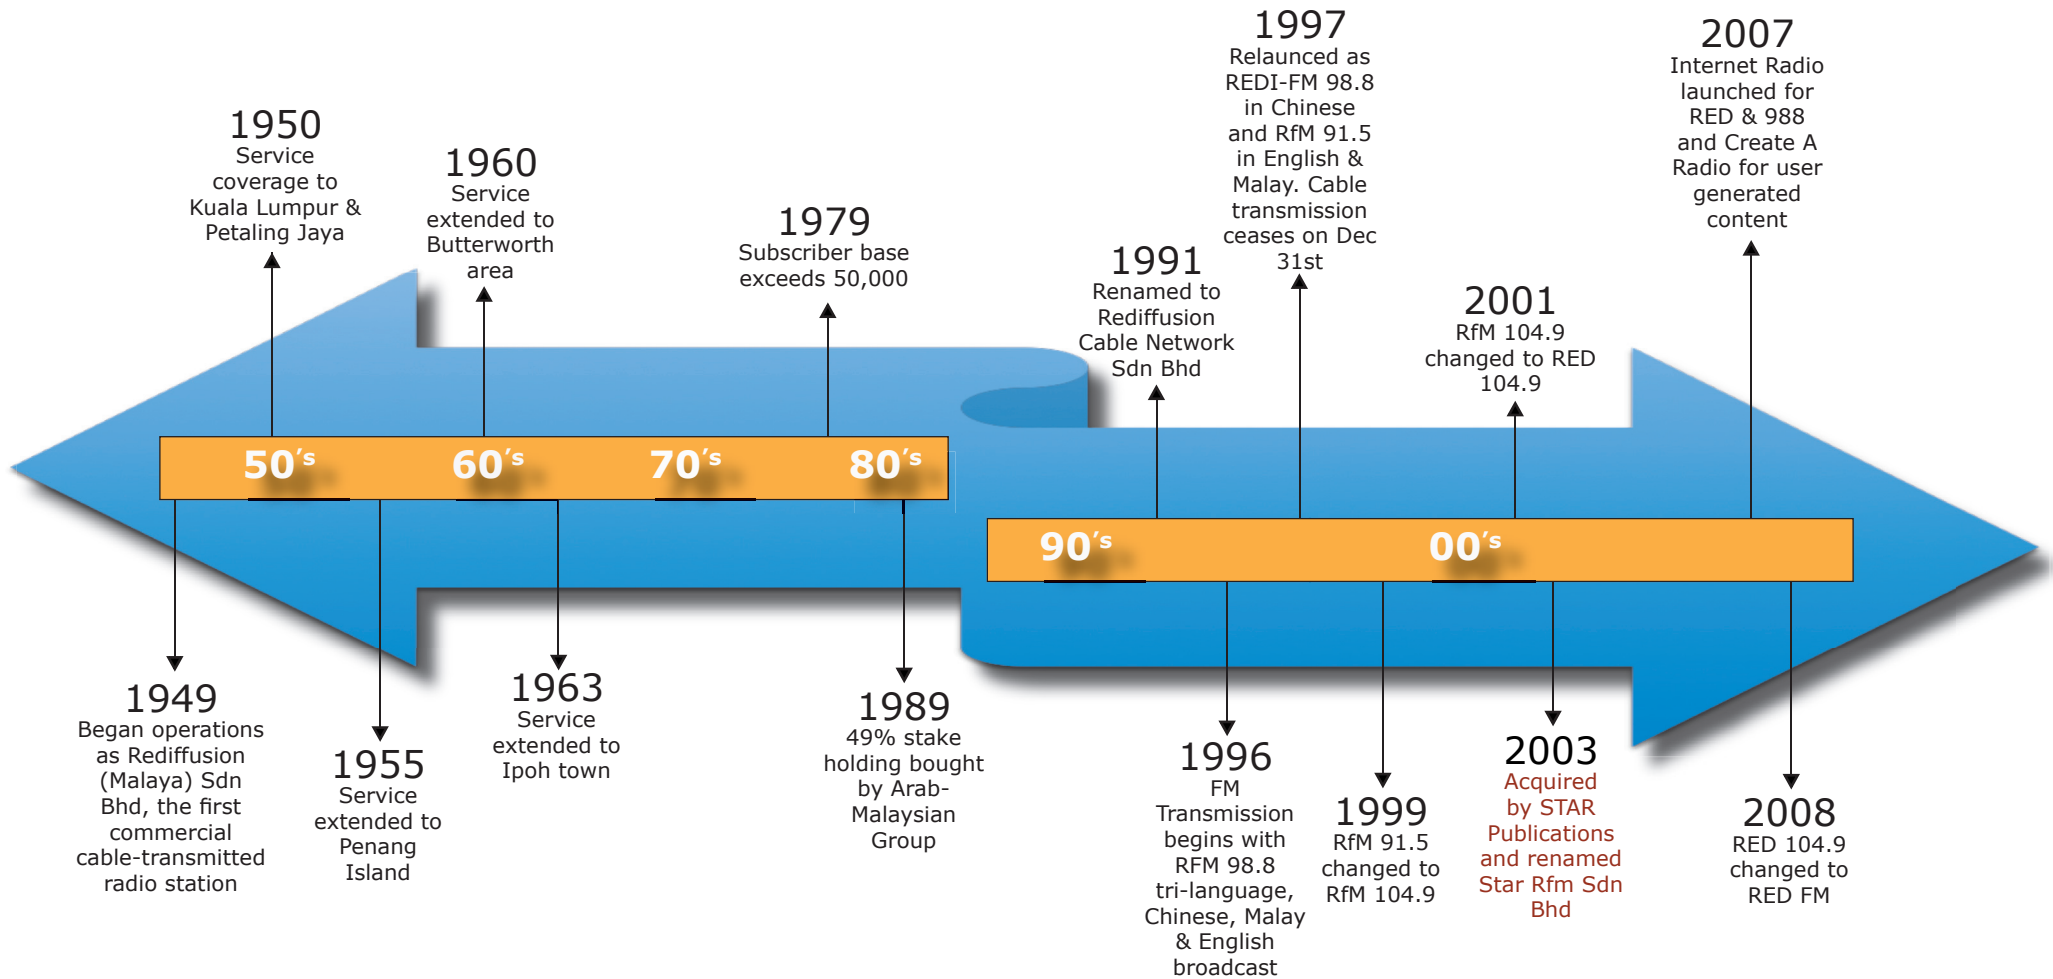 1950
Service
coverage to
Kuala Lumpur &
Petaling Jaya
1960
Service
extended to
Butterworth
area
1979
Subscriber base
exceeds 50,000
1991
Renamed to
Rediffusion
Cable Network
Sdn Bhd
1997
Relaunced as
REDI-FM 98.8
in Chinese
and RfM 91.5
in English &
Malay. Cable
transmission
ceases on Dec
31st
2001
RfM 104.9
changed to RED
104.9
2007
Internet Radio
launched for
RED & 988
and Create A
Radio for user
generated
content
50's
60's
70's
80's
90's
00's
1949
Began operations
as Rediffusion
(Malaya) Sdn
Bhd, the first
commercial
cable-transmitted
radio station
1955
Service
extended to
Penang
Island
1963
Service
extended to
Ipoh town
1989
49% stake
holding bought
by Arab-
Malaysian
Group
1996
FM
Transmission
begins with
RFM 98.8
tri-language,
Chinese, Malay
& English
broadcast
1999
RfM 91.5
changed to
RfM 104.9
2003
Acquired
by STAR
Publications
and renamed
Star Rfm Sdn
Bhd
2008
RED 104.9
changed to
RED FM